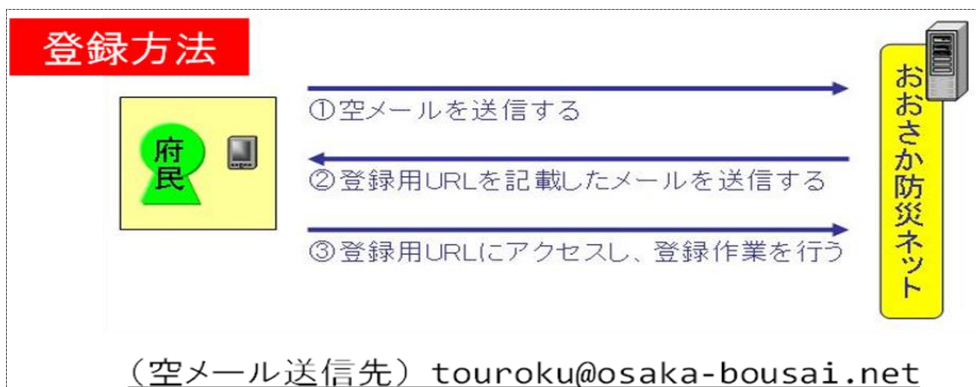 登録方法
府民
①空メールを送信する
②登録用URLを記載したメールを送信する
③登録用URLにアクセスし、登録作業を行う
おおさか防災ネット
（空メール送信先）touroku@osaka-bousai.net